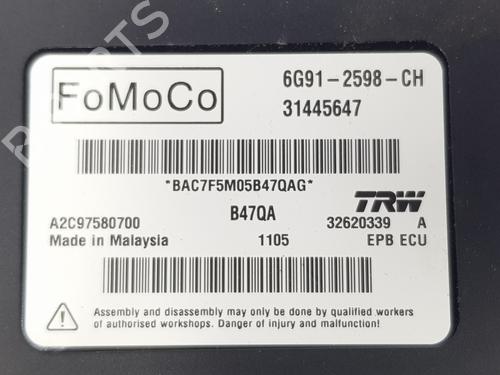 FoMoCo
6G91-2598-CH
31445647
*BAC7F5M05B47QAG*
TRW
A2C97580700
B47QA
32620339 A
Made in Malaysia
1105
EPB ECU
Assembly and disassembly may only be done by qualified workers
of authorised workshops. Danger of injury and malfunction!